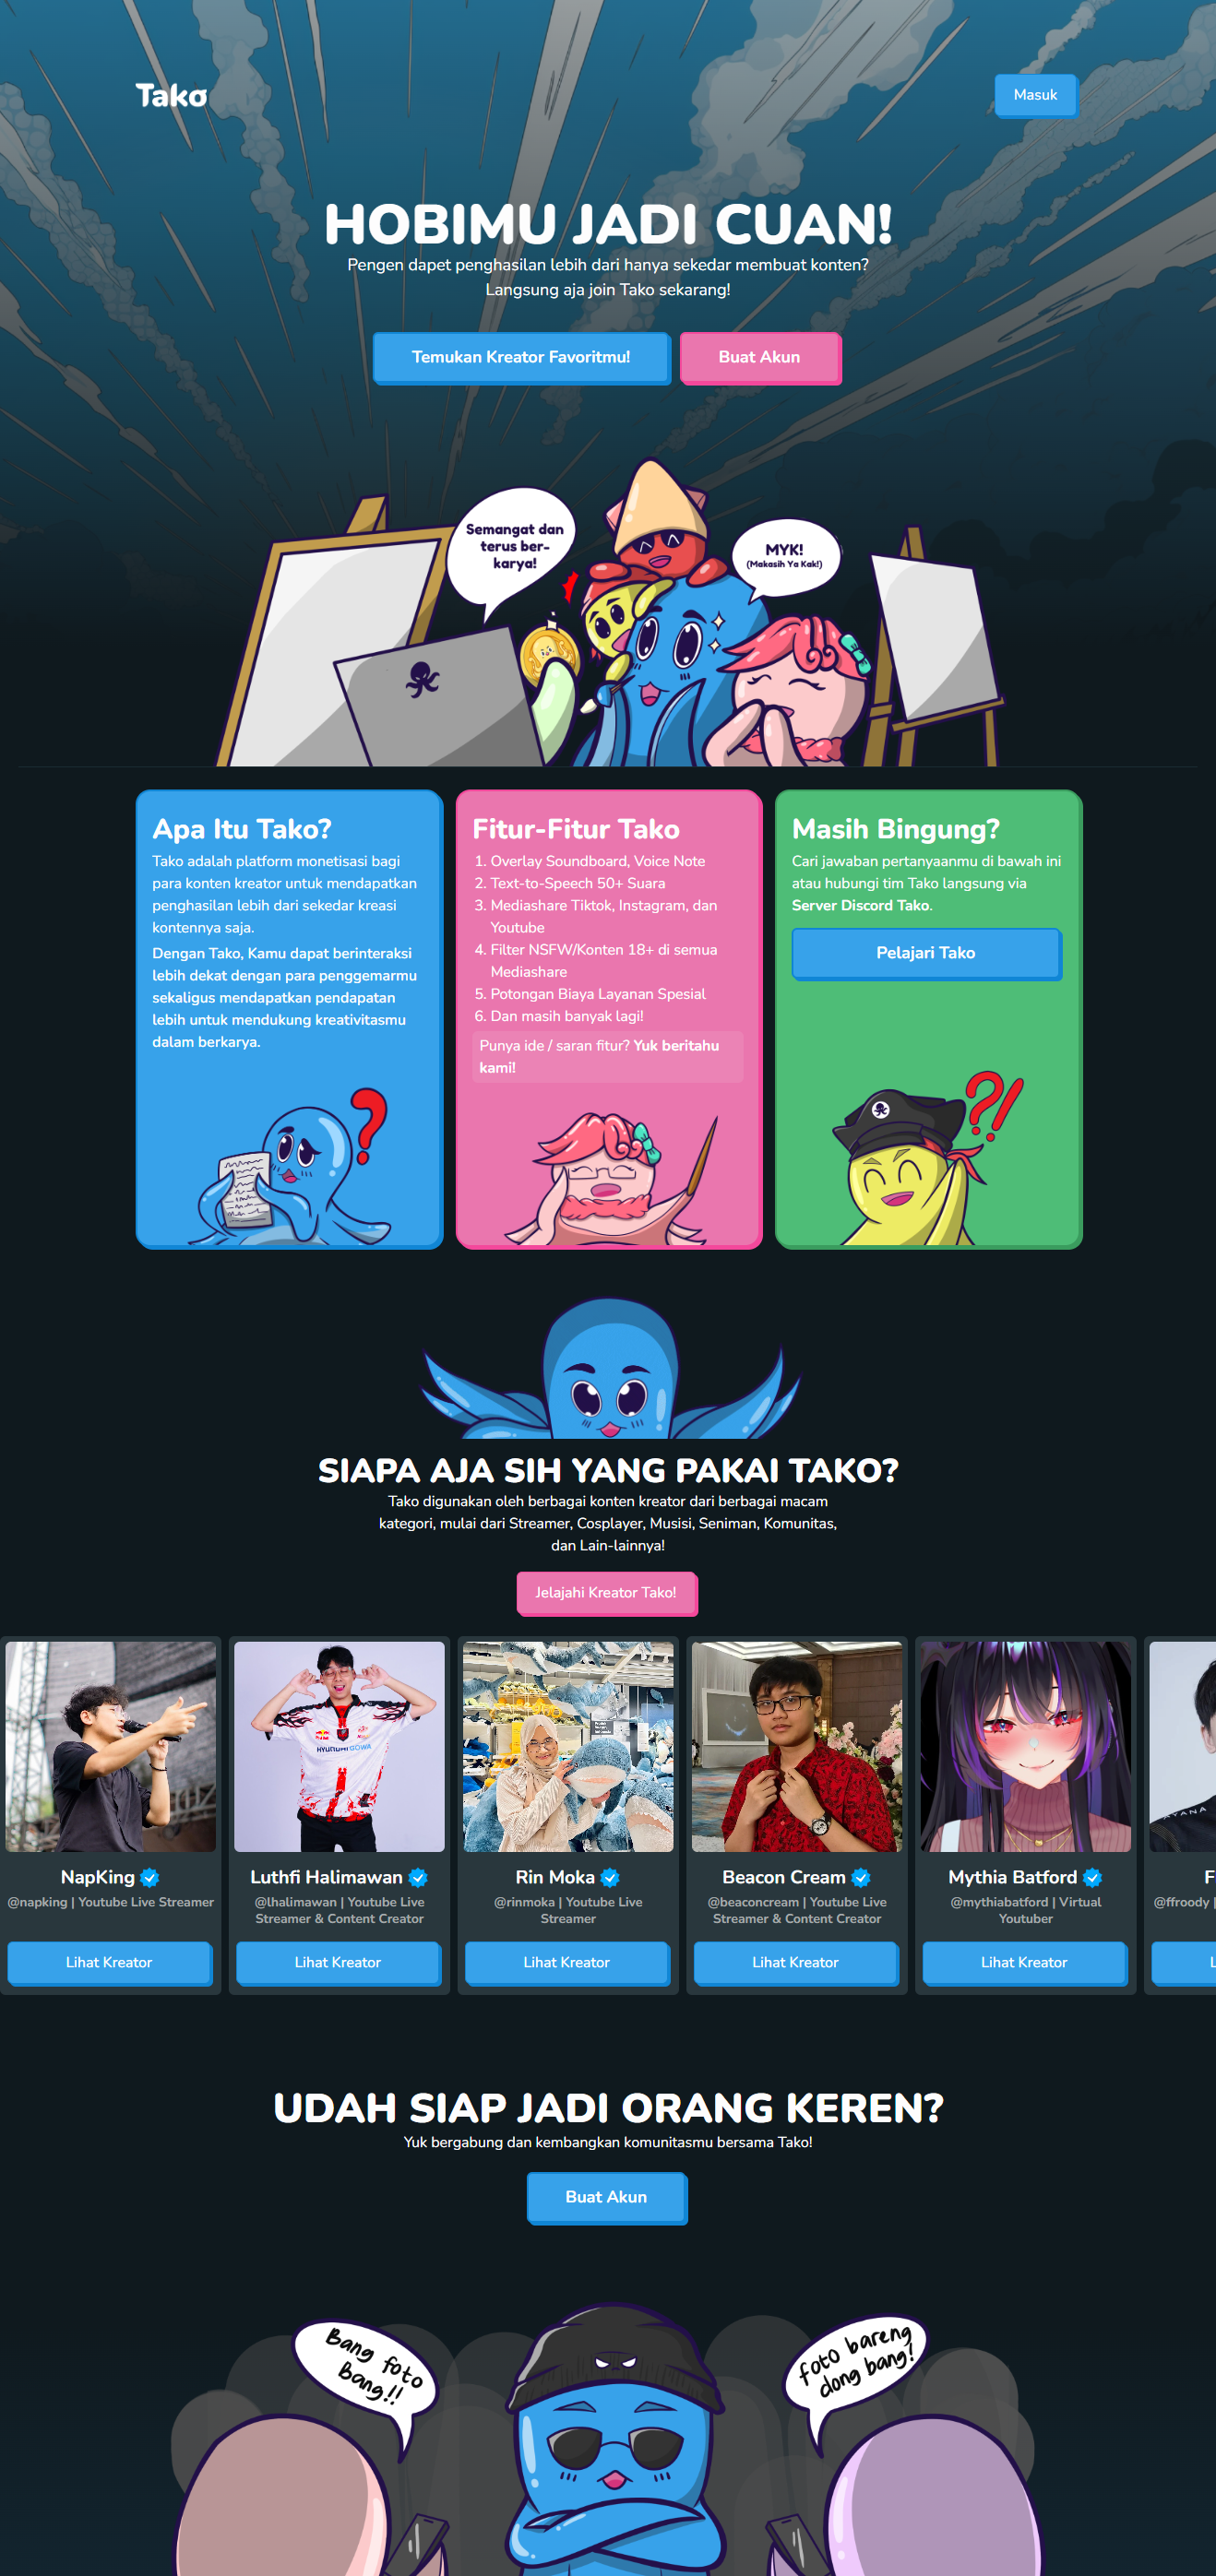 Tako
Masuk
HOBIMU JADI CUAN!
Pengen dapet penghasilan lebih dari hanya sekedar membuat konten?
Langsung aja join Tako sekarang!
Temukan Kreator Favoritmu!
Buat Akun
Semangat dan
terus ber-
karya!
MYK!
(Makasih Ya Kak!)
Apa Itu Tako?
Tako adalah platform monetisasi bagi
para konten kreator untuk mendapatkan
penghasilan lebih dari sekedar kreasi
kontennya saja.
Dengan Tako, Kamu dapat berinteraksi
lebih dekat dengan para penggemarmu
sekaligus mendapatkan pendapatan
lebih untuk mendukung kreativitasmu
dalam berkarya.
Fitur-Fitur Tako
1. Overlay Soundboard, Voice Note
2. Text-to-Speech 50+ Suara
3. Mediashare Tiktok, Instagram, dan
Youtube
4. Filter NSFW/Konten 18+ di semua
Mediashare
5. Potongan Biaya Layanan Spesial
6. Dan masih banyak lagi!
Punya ide / saran fitur? Yuk beritahu
kami!
Masih Bingung?
Cari jawaban pertanyaanmu di bawah ini
atau hubungi tim Tako langsung via
Server Discord Tako.
Pelajari Tako
?
?!
SIAPA AJA SIH YANG PAKAI TAKO?
Tako digunakan oleh berbagai konten kreator dari berbagai macam
kategori, mulai dari Streamer, Cosplayer, Musisi, Seniman, Komunitas,
dan Lain-lainnya!
Jelajahi Kreator Tako!
HYUNDAI GOWA
NapKing
@napking | Youtube Live Streamer
Lihat Kreator
Luthfi Halimawan
@lhalimawan | Youtube Live
Streamer & Content Creator
Lihat Kreator
Rin Moka
@rinmoka | Youtube Live
Streamer
Lihat Kreator
Beacon Cream
@beaconcream | Youtube Live
Streamer & Content Creator
Lihat Kreator
Mythia Batford
@mythiabatford | Virtual
Youtuber
Lihat Kreator
F
@ffroody |
L
UDAH SIAP JADI ORANG KEREN?
Yuk bergabung dan kembangkan komunitasmu bersama Tako!
Buat Akun
Bang foto
bang!!
foto bareng
dong bang!